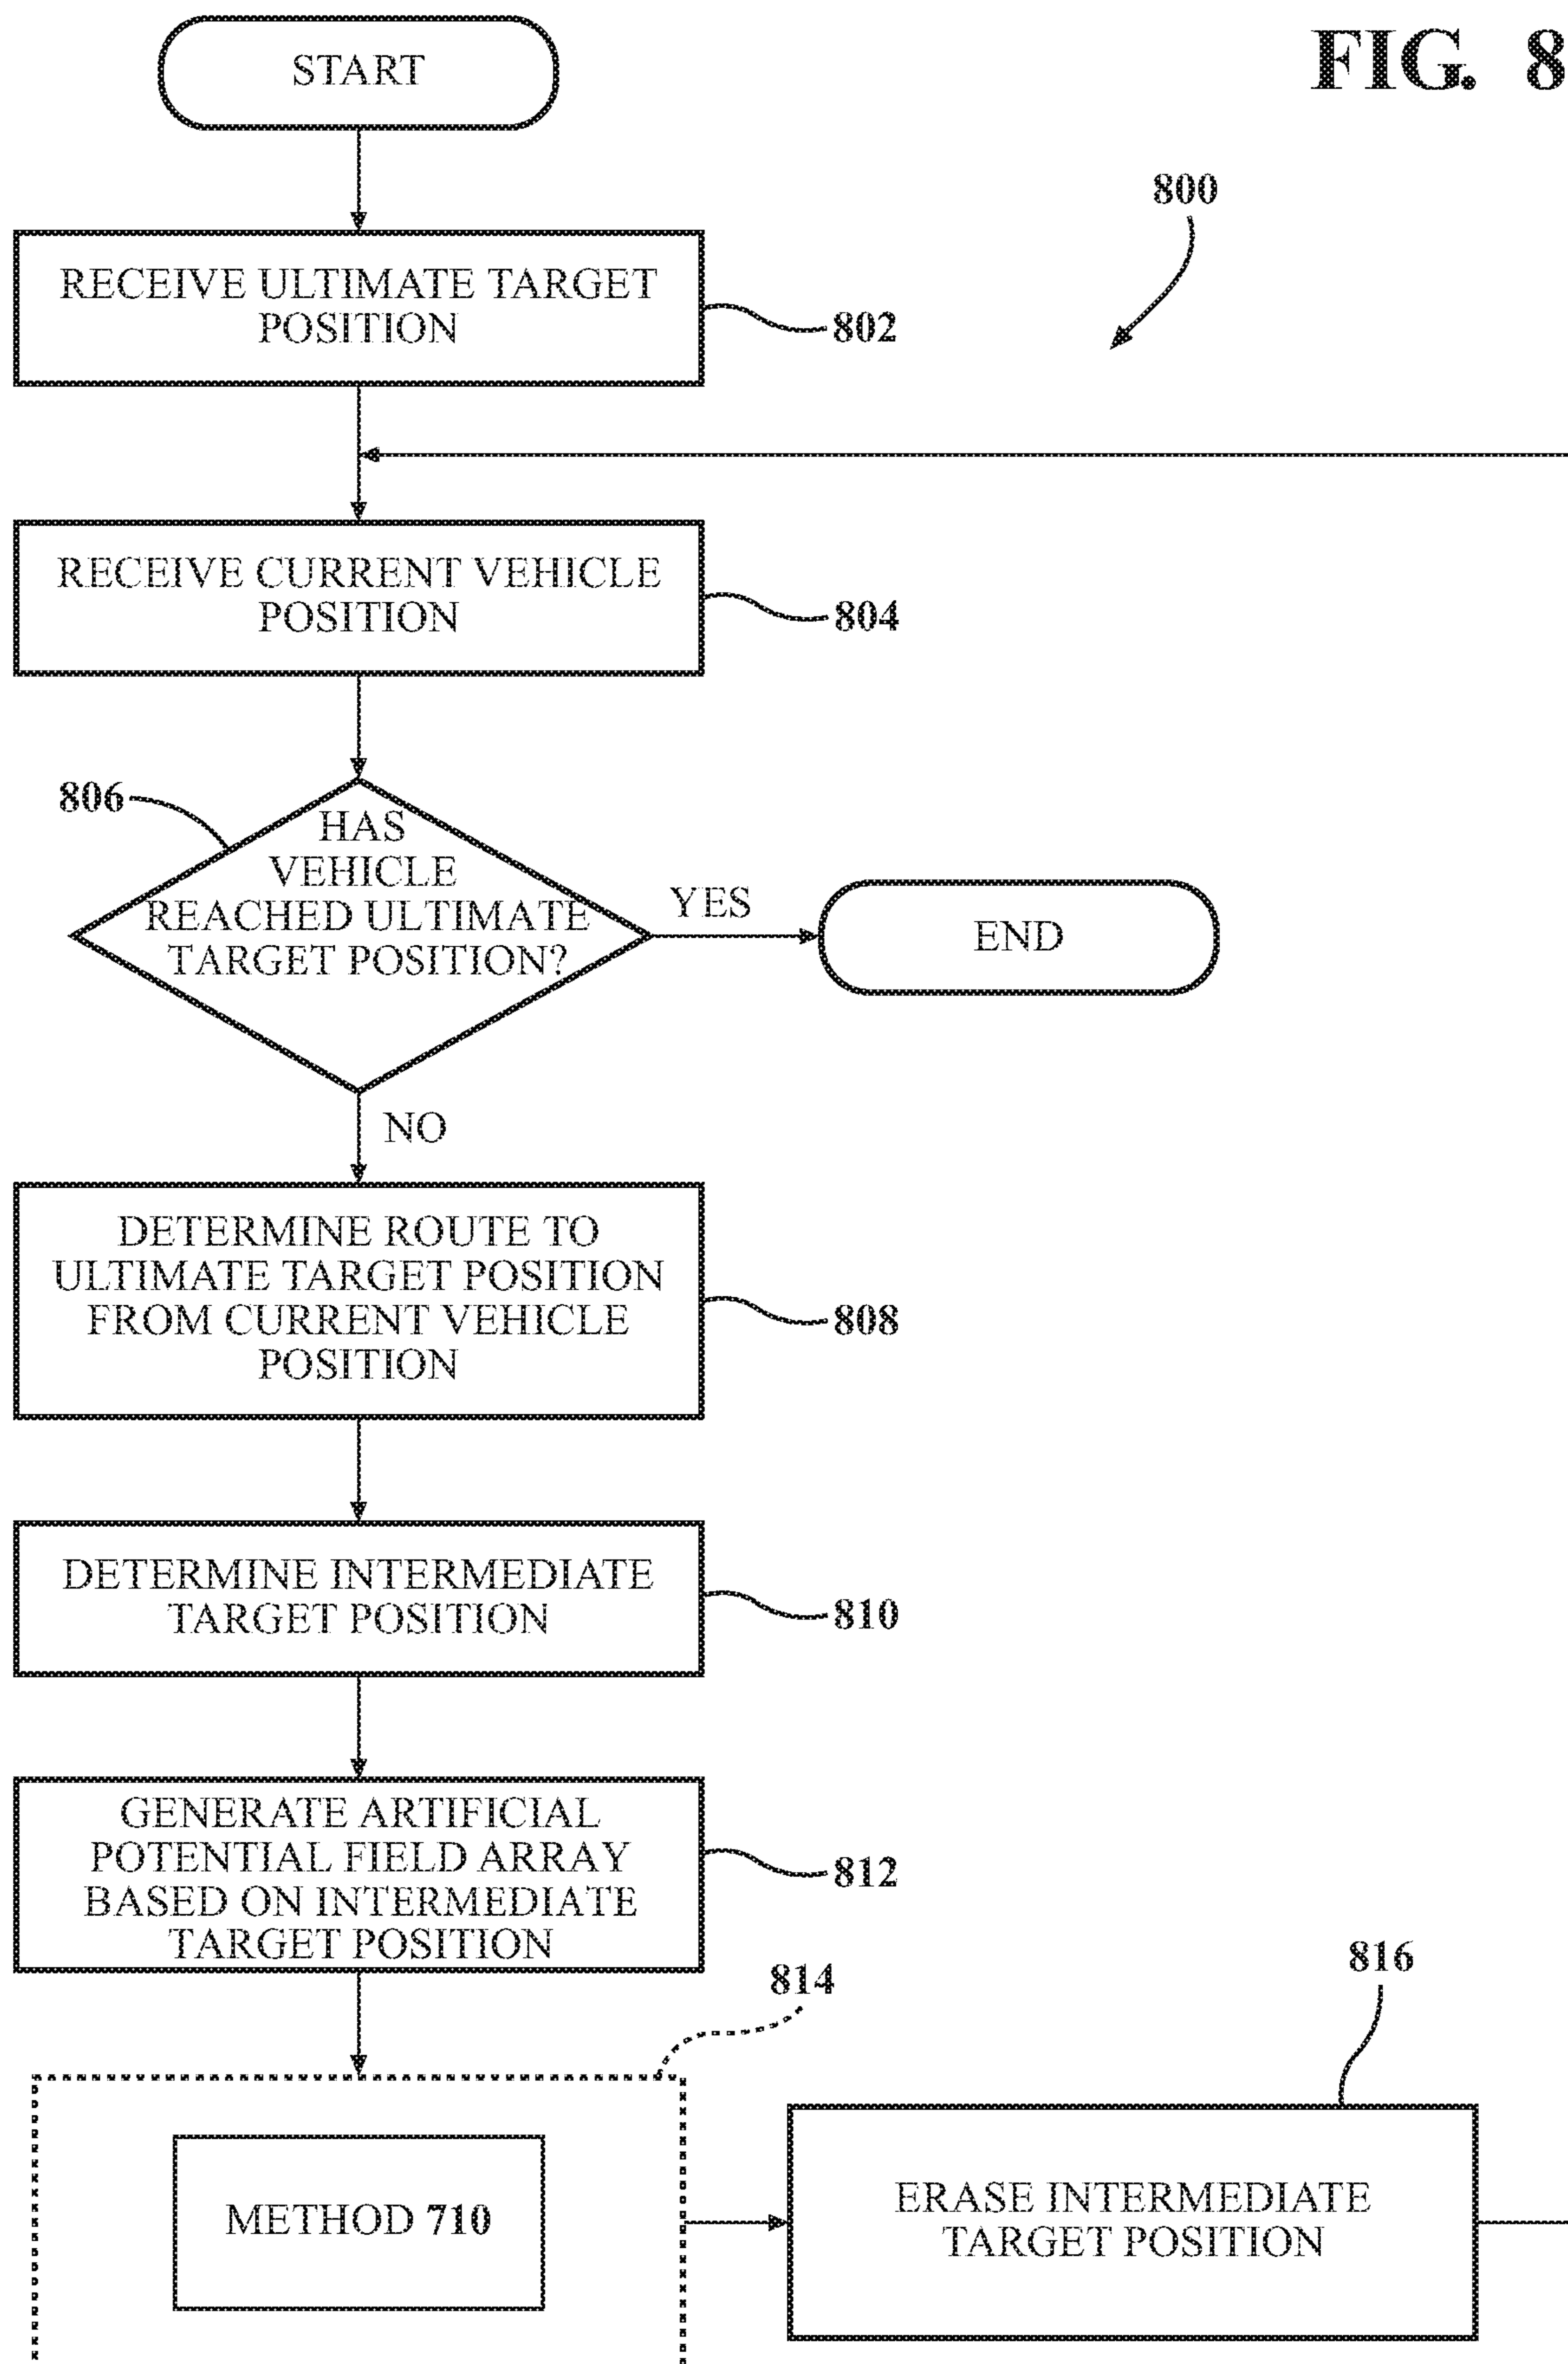 FIG. 8
START
800
RECEIVE ULTIMATE TARGET
POSITION
802
RECEIVE CURRENT VEHICLE
POSITION
804
806
HAS
VEHICLE
REACHED ULTIMATE
TARGET POSITION?
YES
END
NO
DETERMINE ROUTE TO
ULTIMATE TARGET POSITION
FROM CURRENT VEHICLE
POSITION
808
DETERMINE INTERMEDIATE
TARGET POSITION
810
GENERATE ARTIFICIAL
POTENTIAL FIELD ARRAY
BASED ON INTERMEDIATE
TARGET POSITION
812
814
METHOD 710
816
ERASE INTERMEDIATE
TARGET POSITION